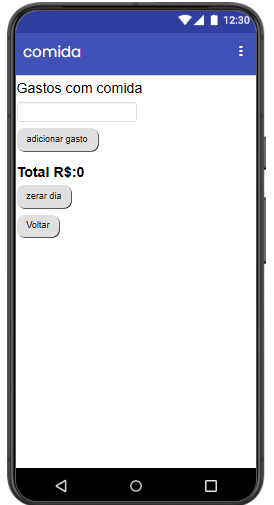 12:30
comida
Gastos com comida
adicionar gasto
Total R$:0
zerar dia
Voltar